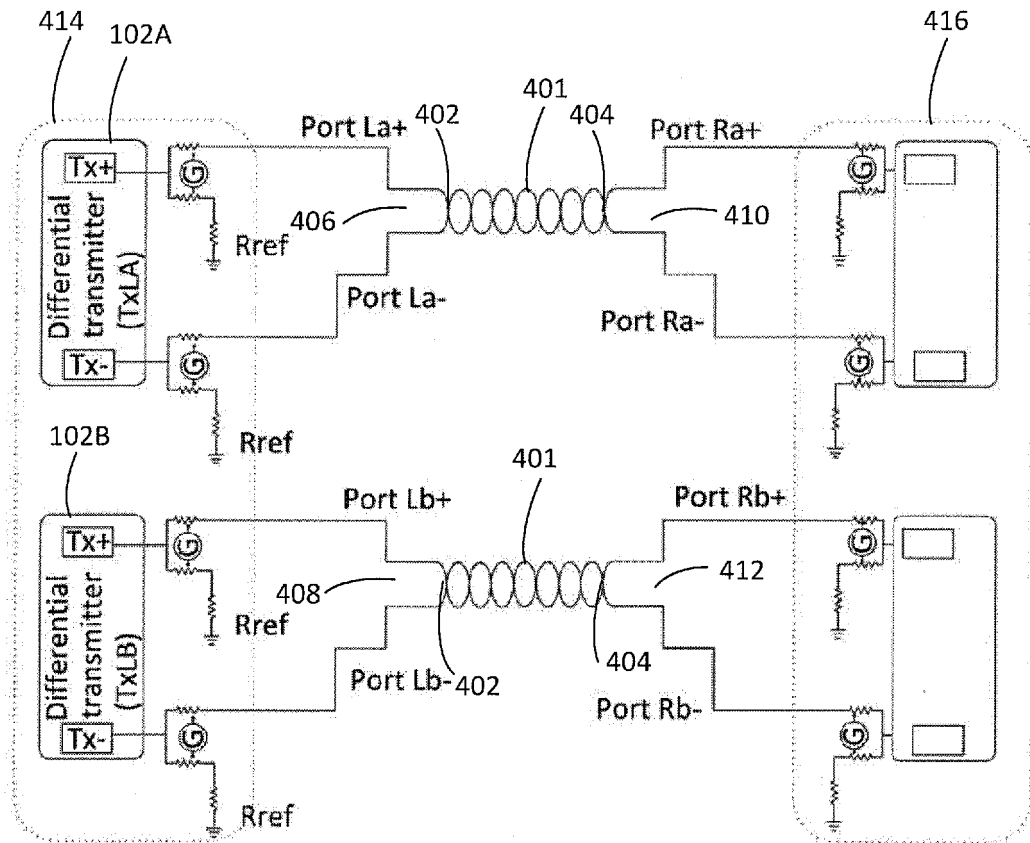 414
102A
416
401
402
404
Port La+
Port Ra+
Tx+
G
G
406
410
Rref
Differential
transmitter
(TxLA)
Port La-
Port Ra-
Tx-
G
G
Rref
102B
401
Port Lb+
Port Rb+
Tx+
G
G
408
412
Rref
Differential
transmitter
(TxLB)
Port Lb-
402
404
Port Rb-
Tx-
G
G
Rref